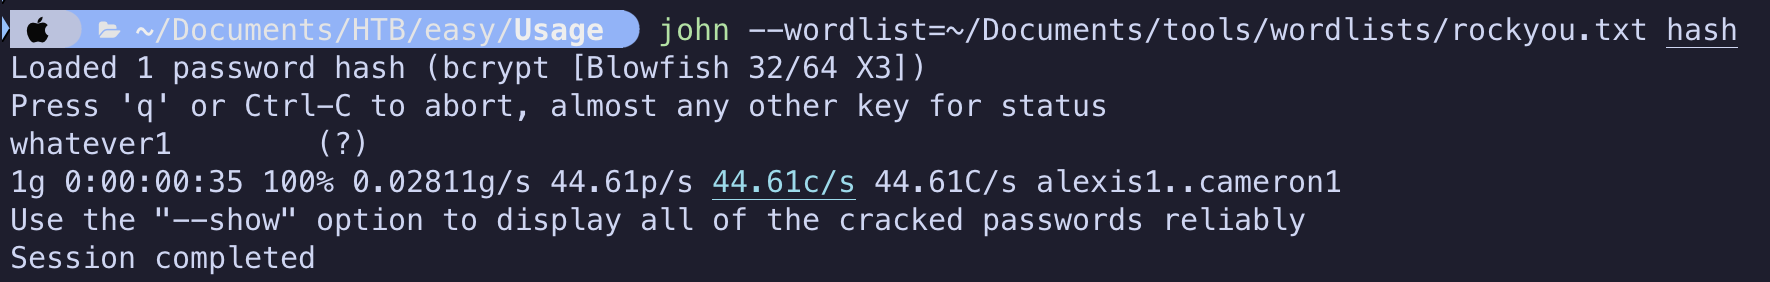 ~/Documents/HTB/easy/Usage john --wordlist=~/Documents/tools/wordlists/rockyou.txt hash
Loaded 1 password hash (bcrypt [Blowfish 32/64 X3])
Press 'q' or Ctrl-C to abort, almost any other key for status
whatever1        (?)
1g 0:00:00:35 100% 0.02811g/s 44.61p/s 44.61c/s 44.61C/s alexis1..cameron1
Use the "--show" option to display all of the cracked passwords reliably
Session completed